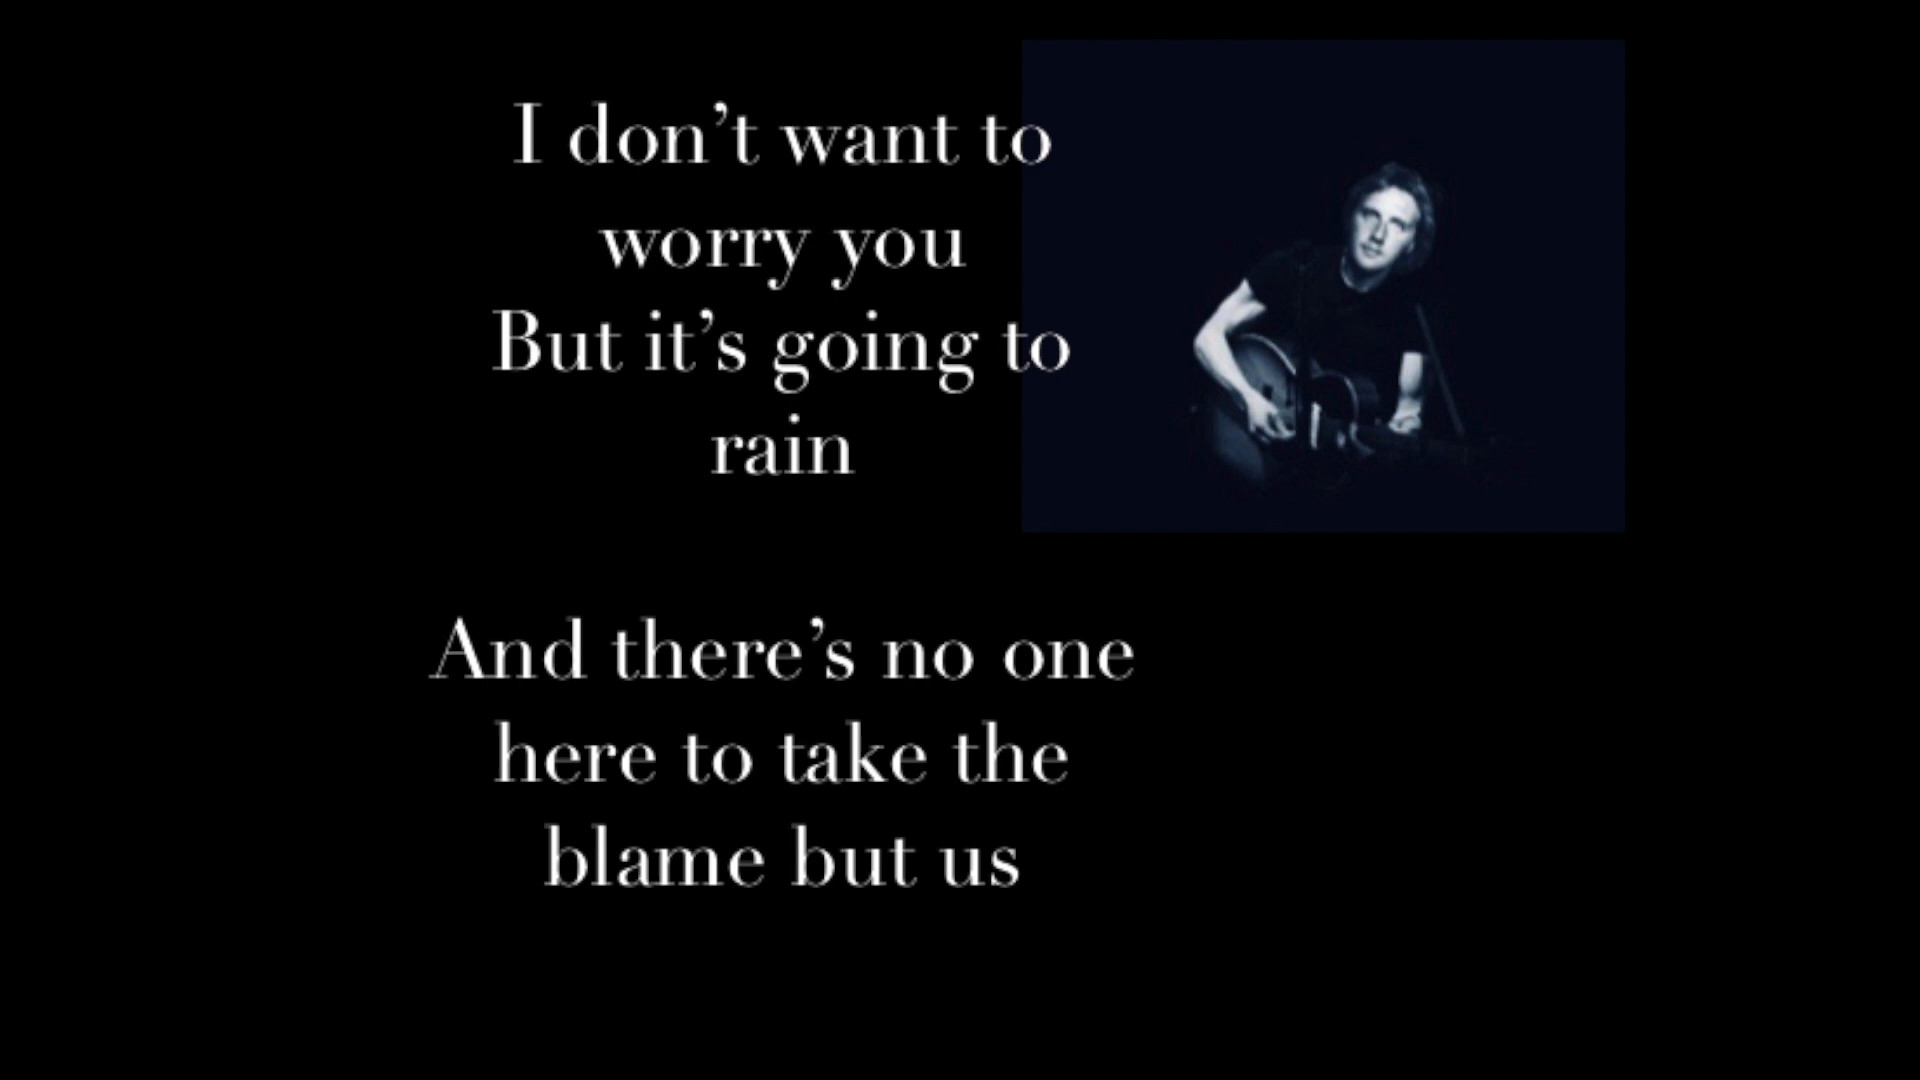 I don’t want to
worry you
But it’s going to
rain
And there’s no one
here to take the
blame but us